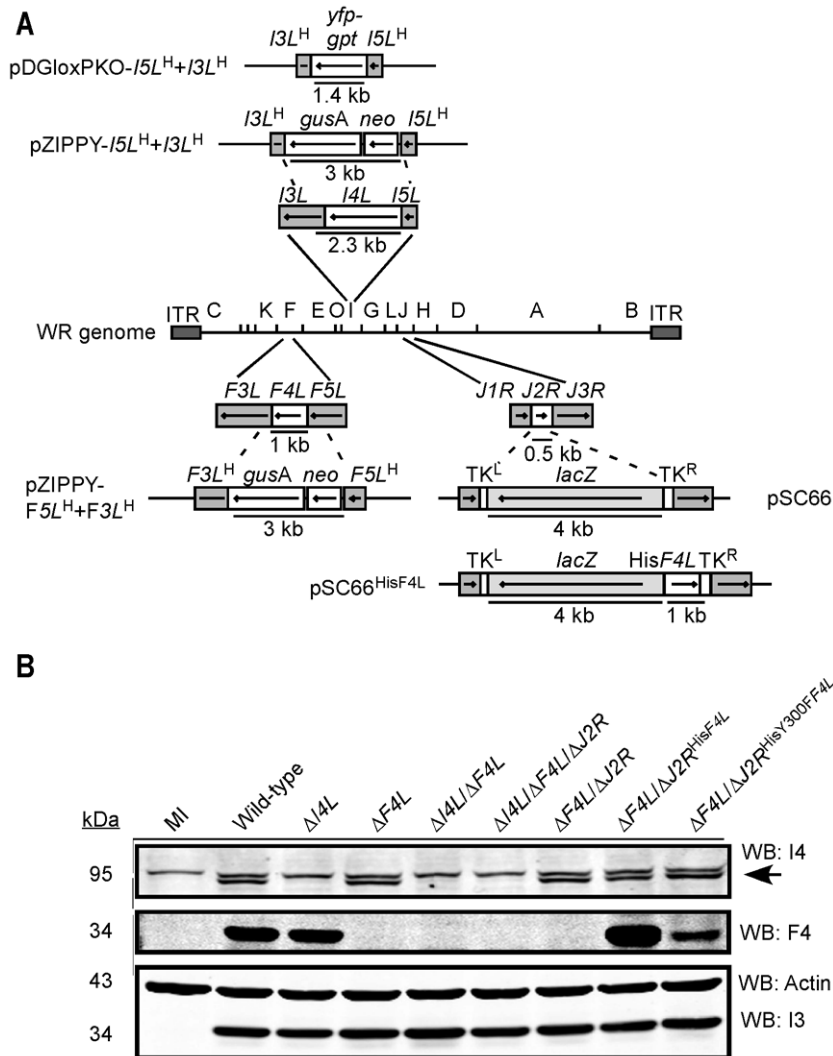 A
yfp-
I3L^H gpt I5L^H
pDGloxPKO-I5L^H+I3L^H
1.4 kb
I3L^H gusA neo I5L^H
pZIPPY-I5L^H+I3L^H
3 kb
I3L I4L I5L
2.3 kb
ITR C K F E O I G L J H D A B ITR
WR genome
F3L F4L F5L
1 kb
J1R J2R J3R
0.5 kb
F3L^H gusA neo F5L^H
pZIPPY-
F5L^H+F3L^H
3 kb
TK^L lacZ TK^R
pSC66
4 kb
TK^L lacZ HisF4L TK^R
pSC66^HisF4L
4 kb 1 kb
B
kDa
MI Wild-type ΔI4L ΔF4L ΔI4L/ΔF4L ΔI4L/ΔF4L/ΔJ2R ΔF4L/ΔJ2R ΔF4L/ΔJ2R^HisF4L ΔF4L/ΔJ2R^HisY300FF4L
95 WB: I4
34 WB: F4
43 WB: Actin
34 WB: I3